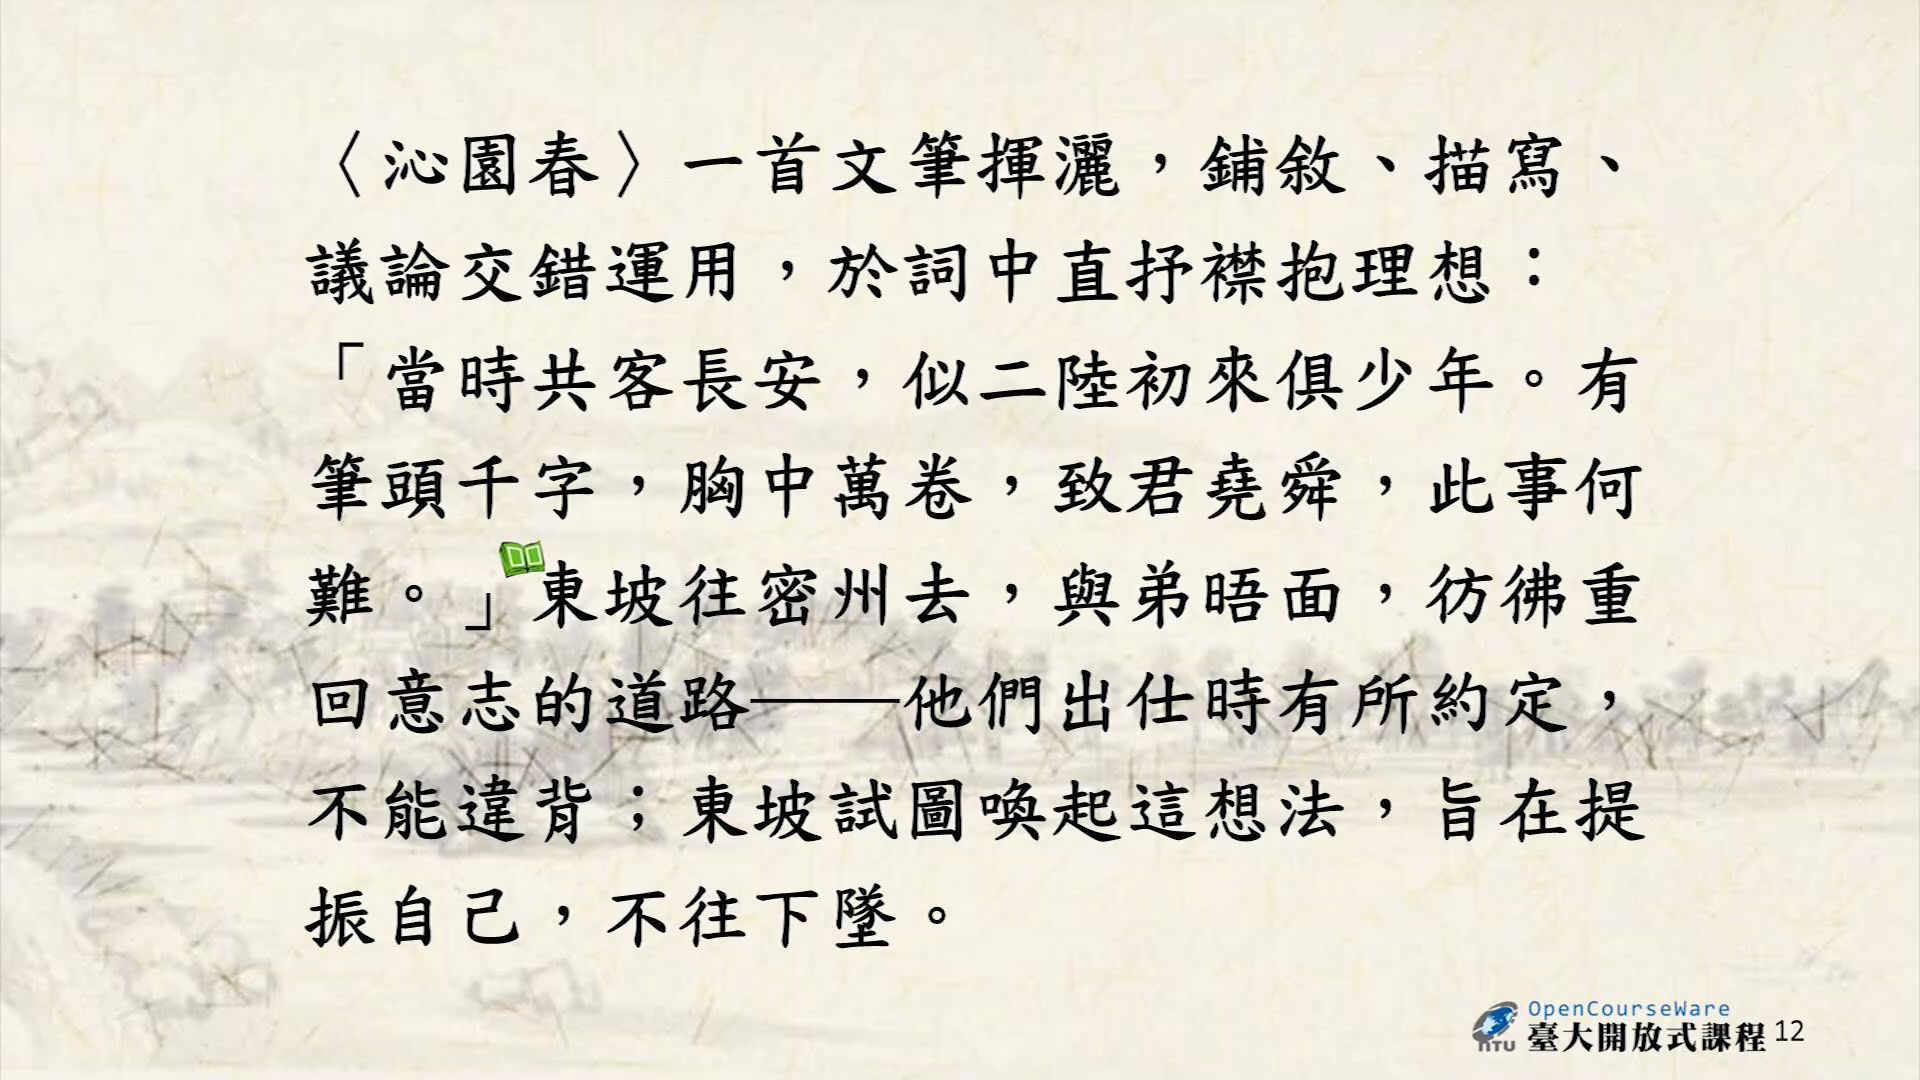 〈沁園春〉一首文筆揮灑，鋪敘、描寫、
議論交錯運用，於詞中直抒襟抱理想：
「當時共客長安，似二陸初來俱少年。有
筆頭千字，胸中萬卷，致君堯舜，此事何
難。」東坡往密州去，與弟晤面，彷彿重
回意志的道路——他們出仕時有所約定，
不能違背；東坡試圖喚起這想法，旨在提
振自己，不往下墜。
OpenCourseWare
NTU 臺大開放式課程 12